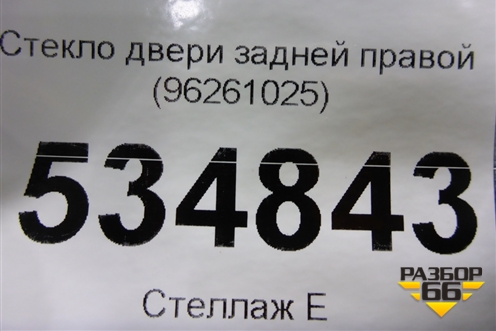 Стекло двери задней правой
(96261025)
534843
Стеллаж Е
РАЗБОР
66